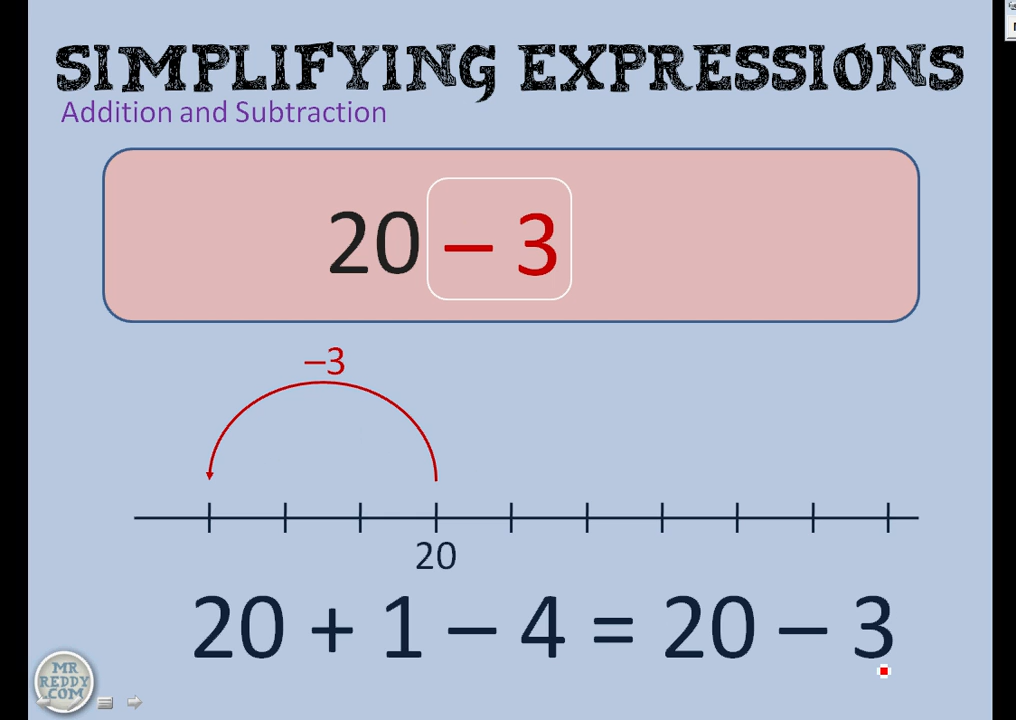 SIMPLIFYING EXPRESSIONS
Addition and Subtraction
20 – 3
–3
20
20 + 1 – 4 = 20 – 3
MR
REDDY
.COM